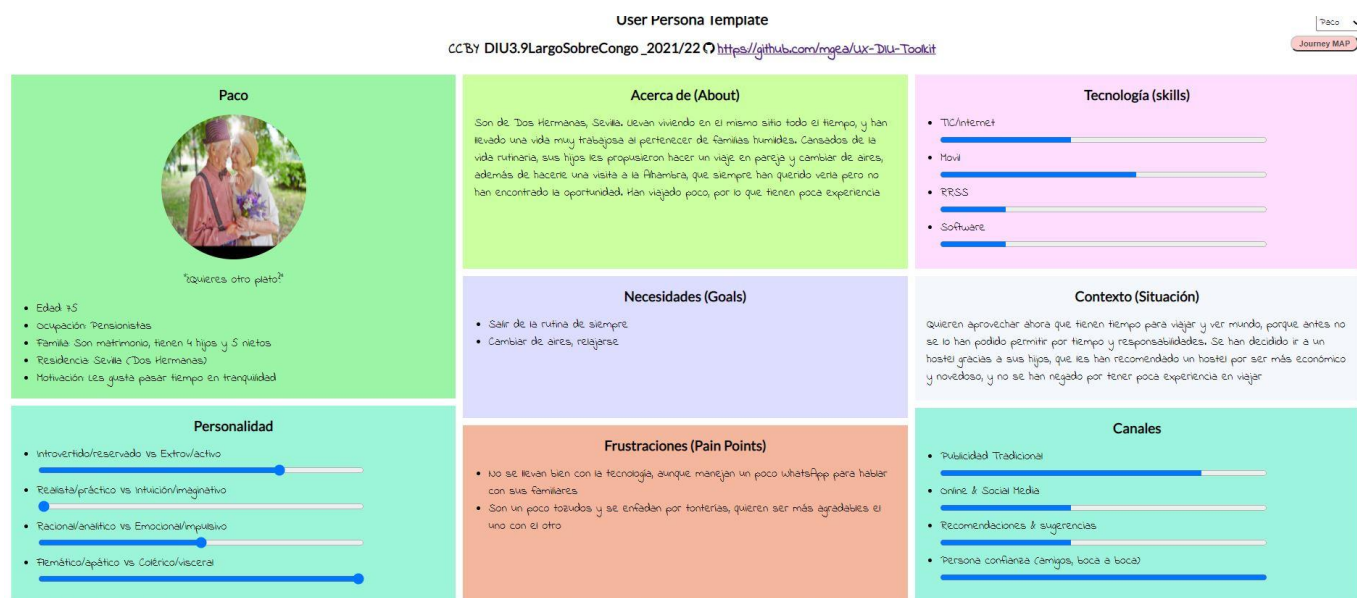 User Persona Template
CCBY DIU3.9LargoSobreCongo _2021/22 https://github.com/mgea/UX-DIU-Toolkit
Paco
Journey MAP
Paco
"¿Quieres otro plato?"
Edad 75
Ocupación Pensionistas
Familia Son matrimonio, tienen 4 hijos y 5 nietos
Residencia Sevilla (Dos Hermanas)
Motivación Les gusta pasar tiempo en tranquilidad
Personalidad
Introvertido/reservado Vs Extrov/activo
Realista/práctico Vs Intuición/imaginativo
Racional/analítico Vs Emocional/impulsivo
Flemático/apático Vs Colérico/visceral
Acerca de (About)
Son de Dos Hermanas, Sevilla. Llevan viviendo en el mismo sitio todo el tiempo, y han
llevado una vida muy trabajosa al pertenecer de familias humildes. Cansados de la
vida rutinaria, sus hijos les propusieron hacer un viaje en pareja y cambiar de aires,
además de hacerle una visita a la Alhambra, que siempre han querido verla pero no
han encontrado la oportunidad. Han viajado poco, por lo que tienen poca experiencia
Necesidades (Goals)
Salir de la rutina de siempre
Cambiar de aires, relajarse
Frustraciones (Pain Points)
No se llevan bien con la tecnología, aunque manejan un poco WhatsApp para hablar
con sus familiares
Son un poco tozudos y se enfadan por tonterías, quieren ser más agradables el
uno con el otro
Tecnología (skills)
TIC/Internet
Movil
RRSS
Software
Contexto (Situación)
Quieren aprovechar ahora que tienen tiempo para viajar y ver mundo, porque antes no
se lo han podido permitir por tiempo y responsabilidades. Se han decidido ir a un
hostel gracias a sus hijos, que les han recomendado un hostel por ser más económico
y novedoso, y no se han negado por tener poca experiencia en viajar
Canales
Publicidad Tradicional
Online & Social Media
Recomendaciones & sugerencias
Persona confianza (amigos, boca a boca)